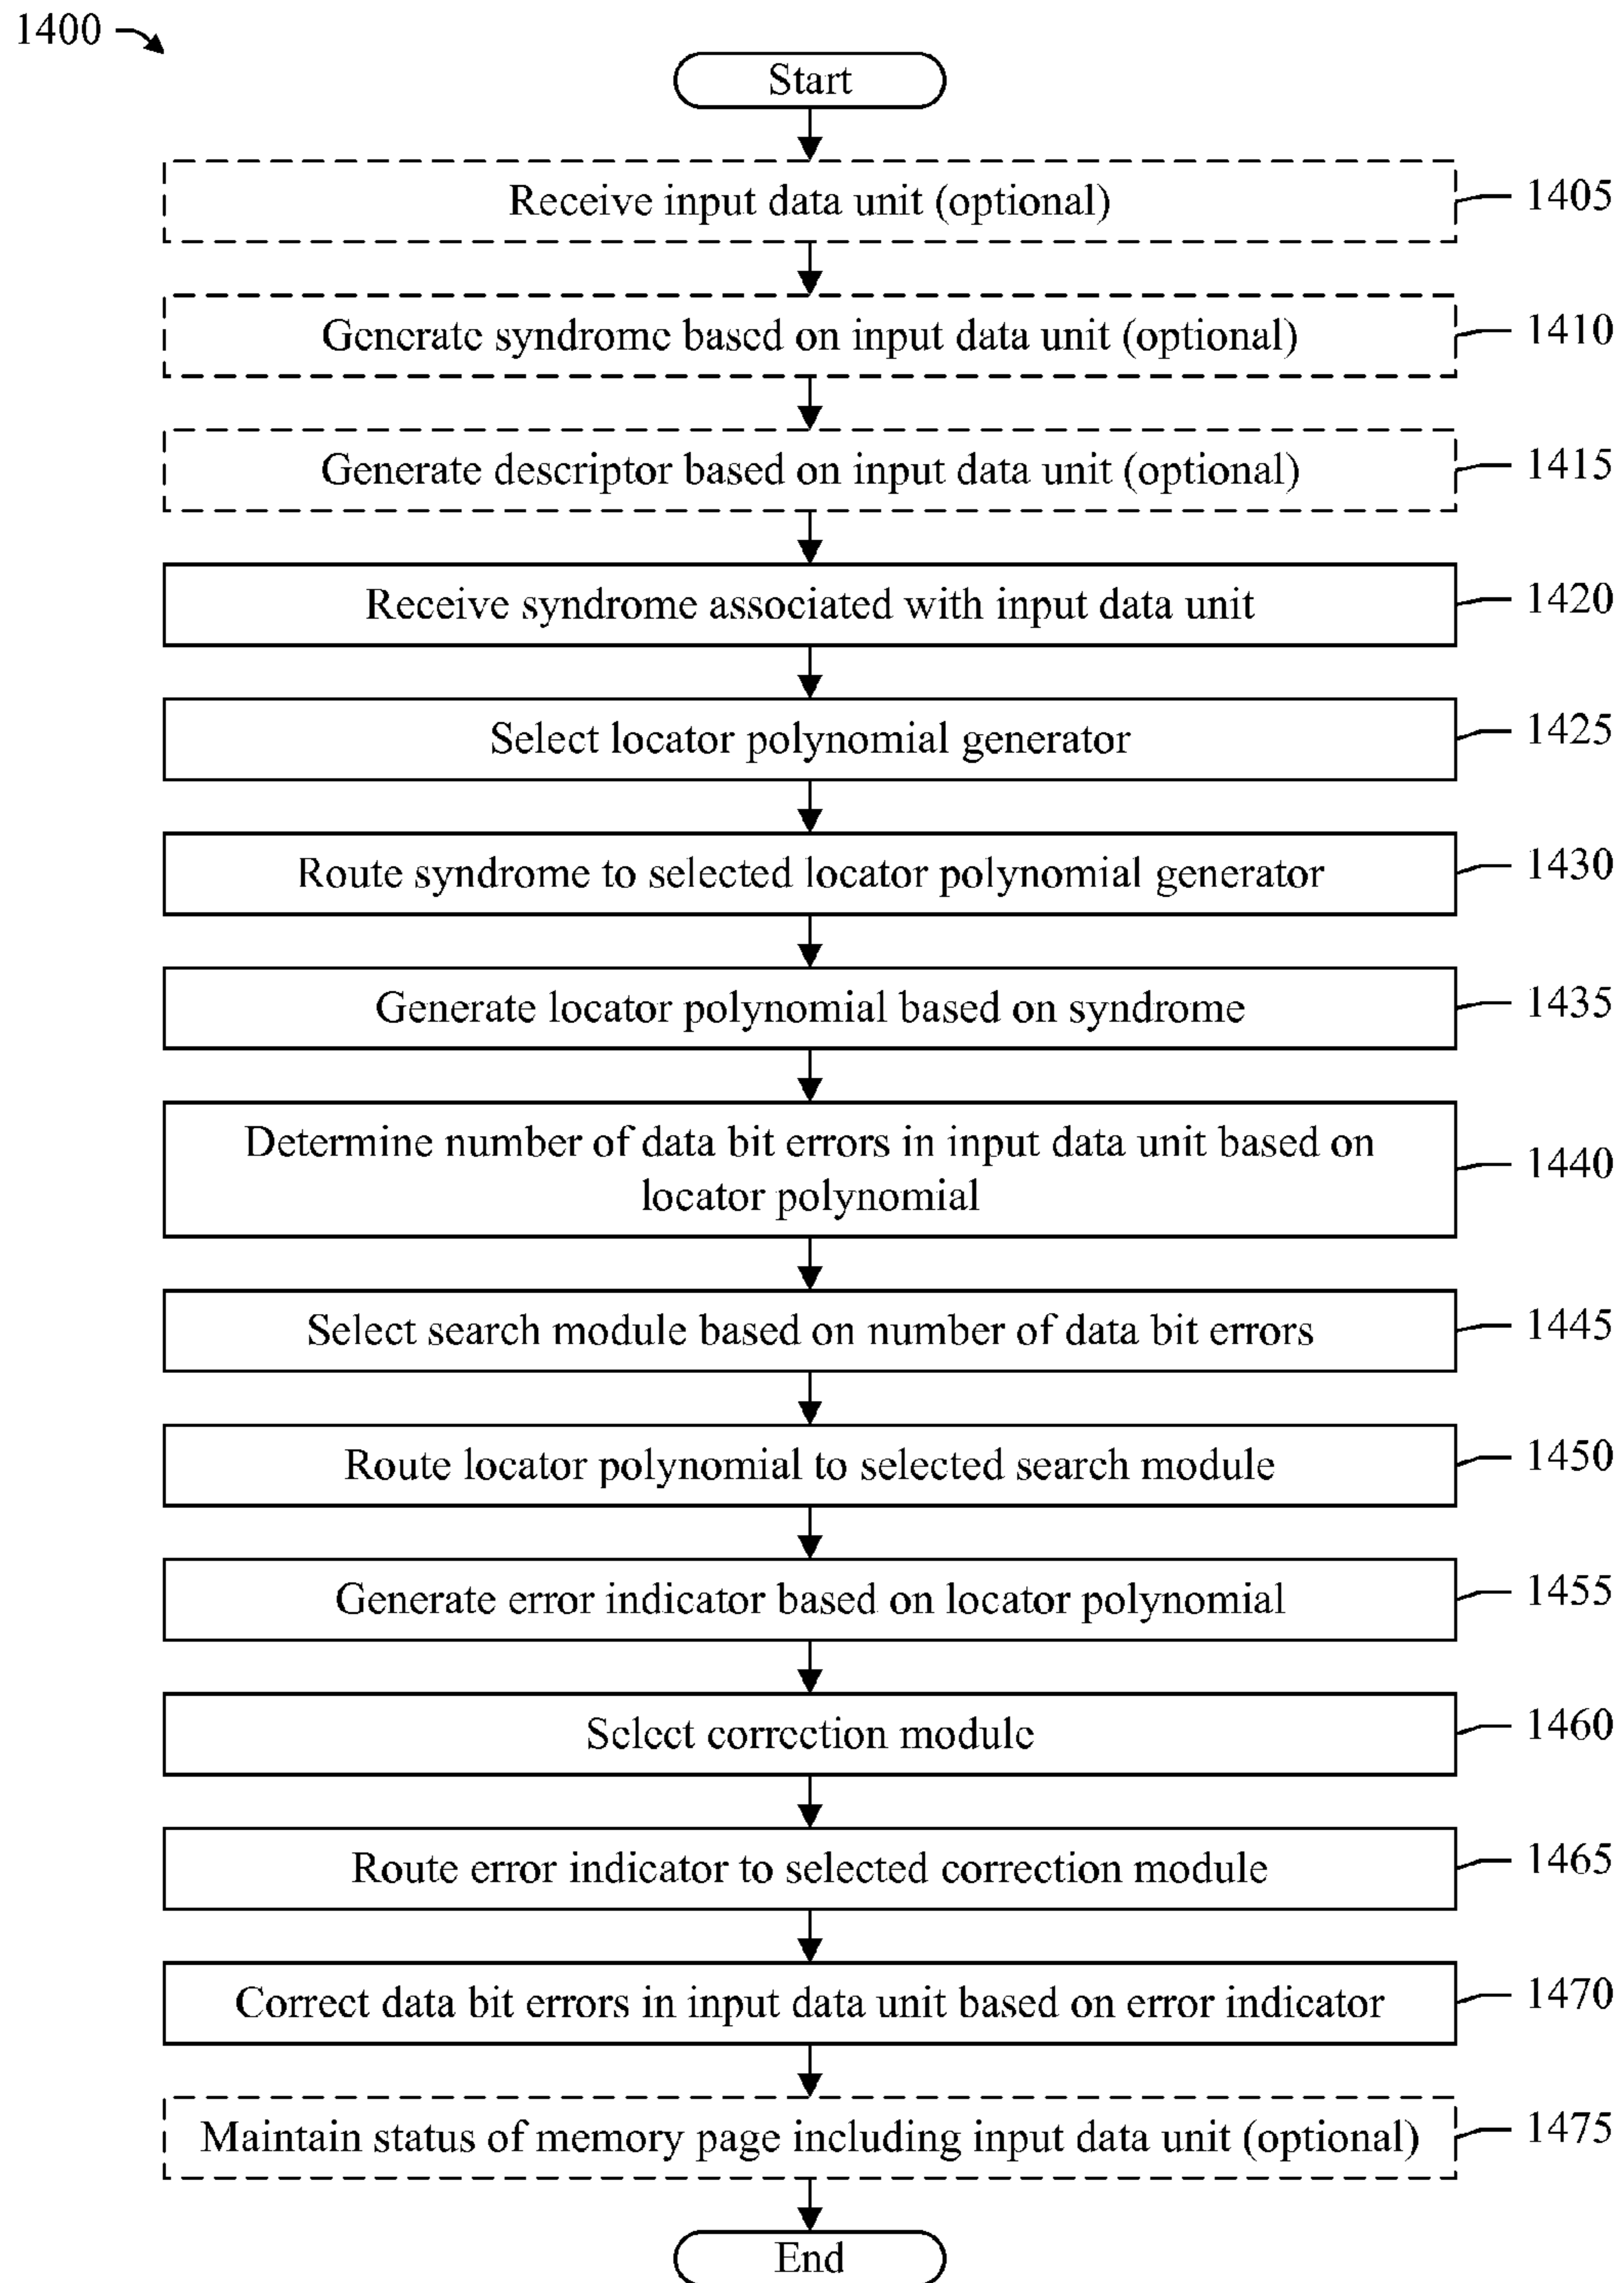 1400
Start
Receive input data unit (optional)
1405
Generate syndrome based on input data unit (optional)
1410
Generate descriptor based on input data unit (optional)
1415
Receive syndrome associated with input data unit
1420
Select locator polynomial generator
1425
Route syndrome to selected locator polynomial generator
1430
Generate locator polynomial based on syndrome
1435
Determine number of data bit errors in input data unit based on
locator polynomial
1440
Select search module based on number of data bit errors
1445
Route locator polynomial to selected search module
1450
Generate error indicator based on locator polynomial
1455
Select correction module
1460
Route error indicator to selected correction module
1465
Correct data bit errors in input data unit based on error indicator
1470
Maintain status of memory page including input data unit (optional)
1475
End